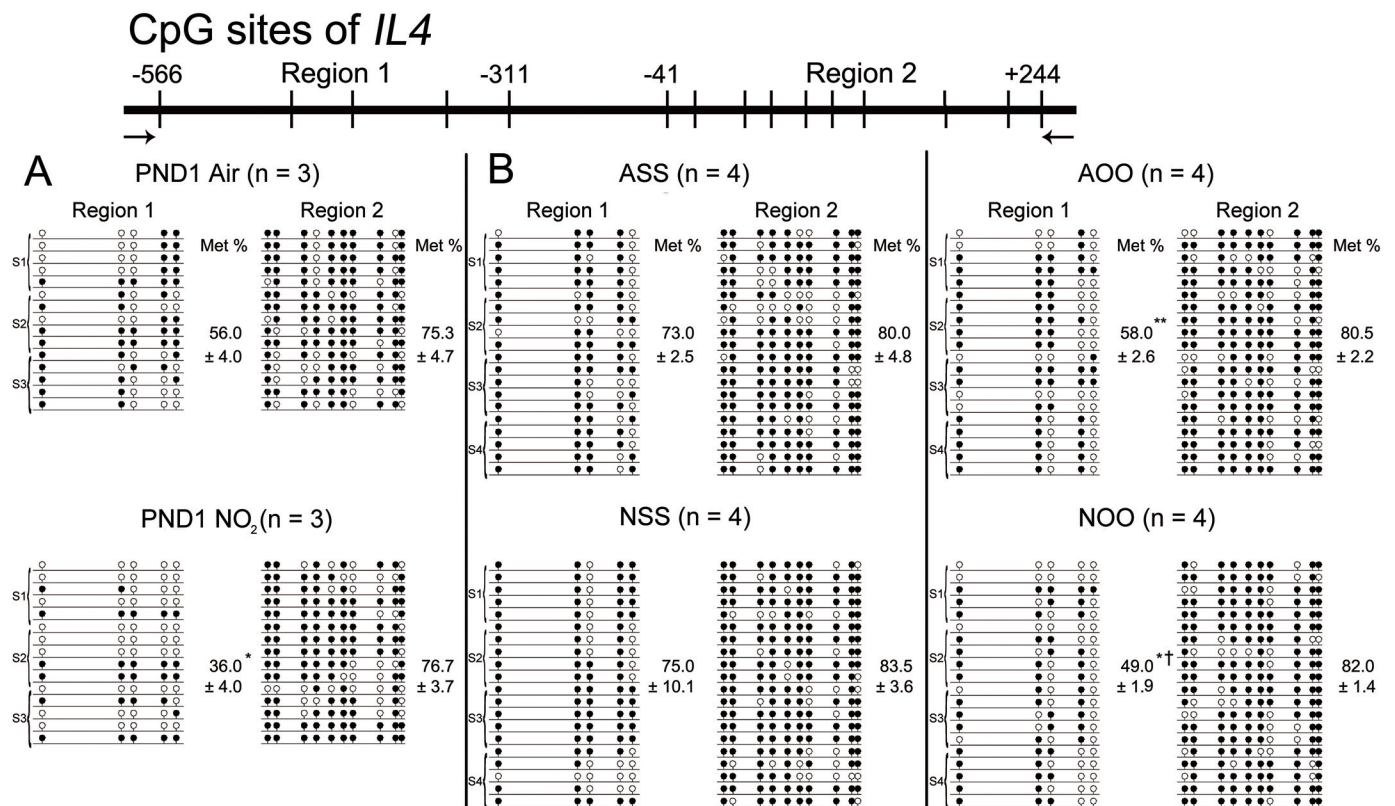 CpG sites of IL4
-566 Region 1 -311 -41 Region 2 +244
A PND1 Air (n = 3)
Region 1 Region 2
Met % Met %
S1
S2
S3
56.0 ± 4.0
75.3 ± 4.7
PND1 NO2 (n = 3)
S1
S2
S3
36.0 * ± 4.0
76.7 ± 3.7
B ASS (n = 4)
Region 1 Region 2
Met % Met %
S1
S2
S3
S4
73.0 ± 2.5
80.0 ± 4.8
NSS (n = 4)
S1
S2
S3
S4
75.0 ± 10.1
83.5 ± 3.6
AOO (n = 4)
Region 1 Region 2
Met % Met %
S1
S2
S3
S4
58.0 ** ± 2.6
80.5 ± 2.2
NOO (n = 4)
S1
S2
S3
S4
49.0 *† ± 1.9
82.0 ± 1.4